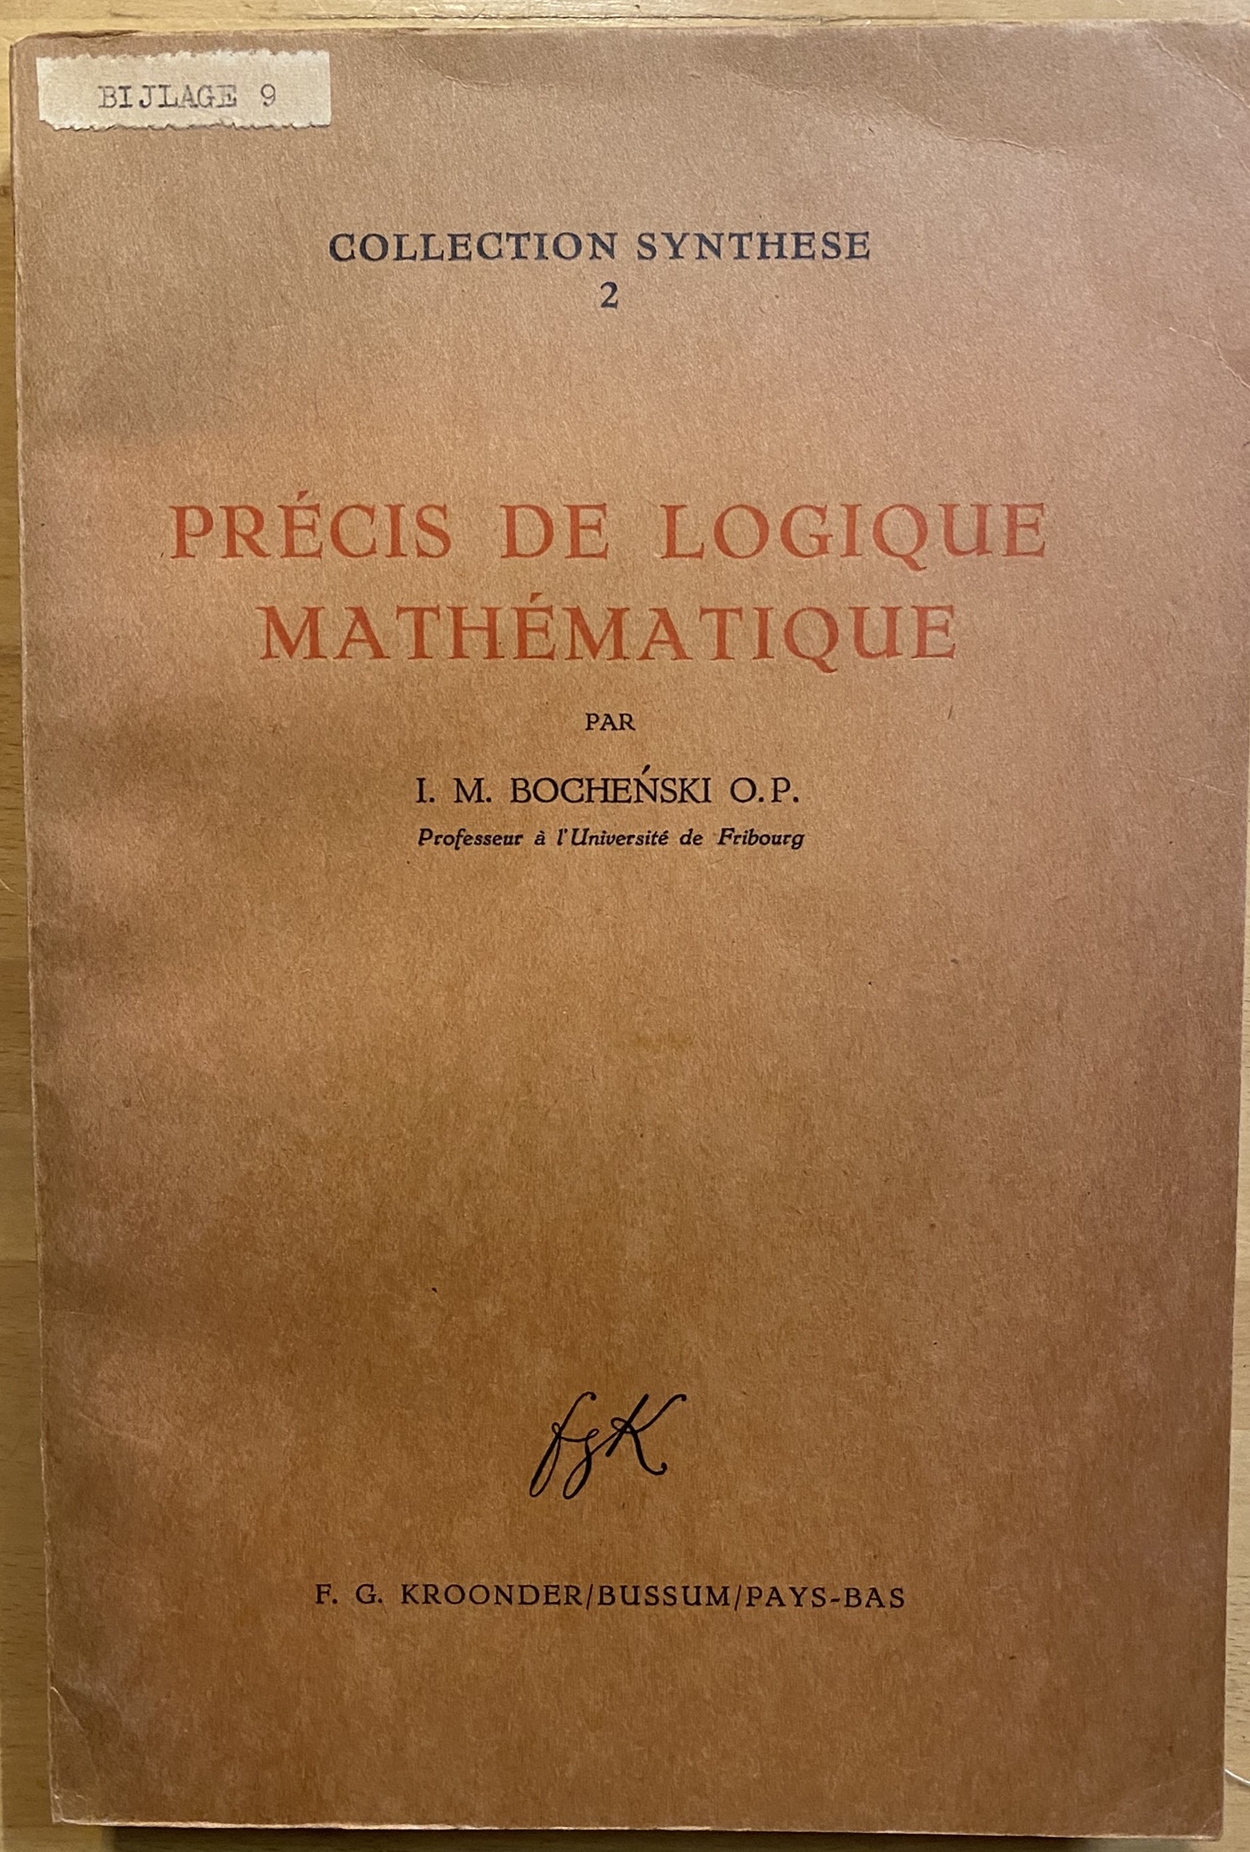 BIJLAGE 9
COLLECTION SYNTHESE
2
PRÉCIS DE LOGIQUE
MATHÉMATIQUE
PAR
I. M. BOCHEŃSKI O.P.
Professeur à l'Université de Fribourg
fgK
F. G. KROONDER/BUSSUM/PAYS-BAS